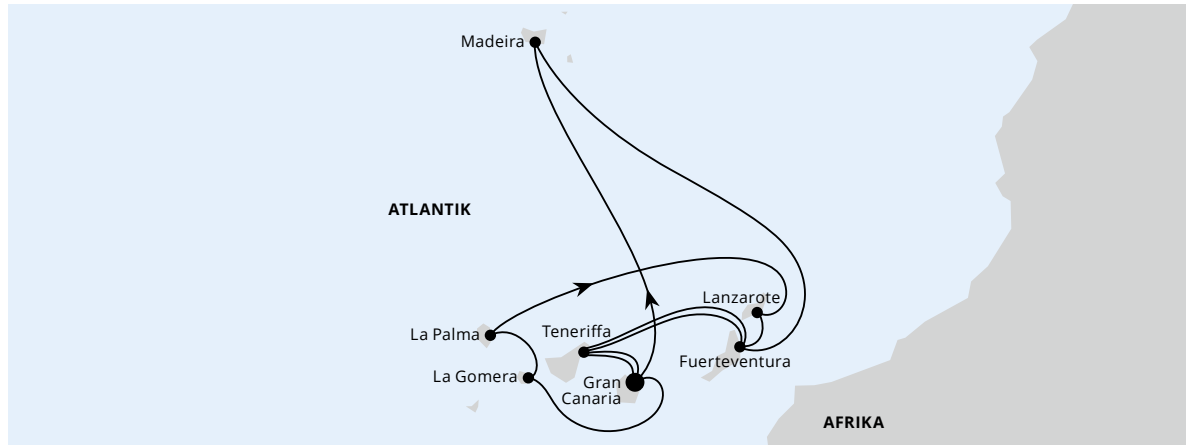 Madeira
ATLANTIK
Lanzarote
La Palma
Teneriffa
Fuerteventura
La Gomera
Gran
Canaria
AFRIKA